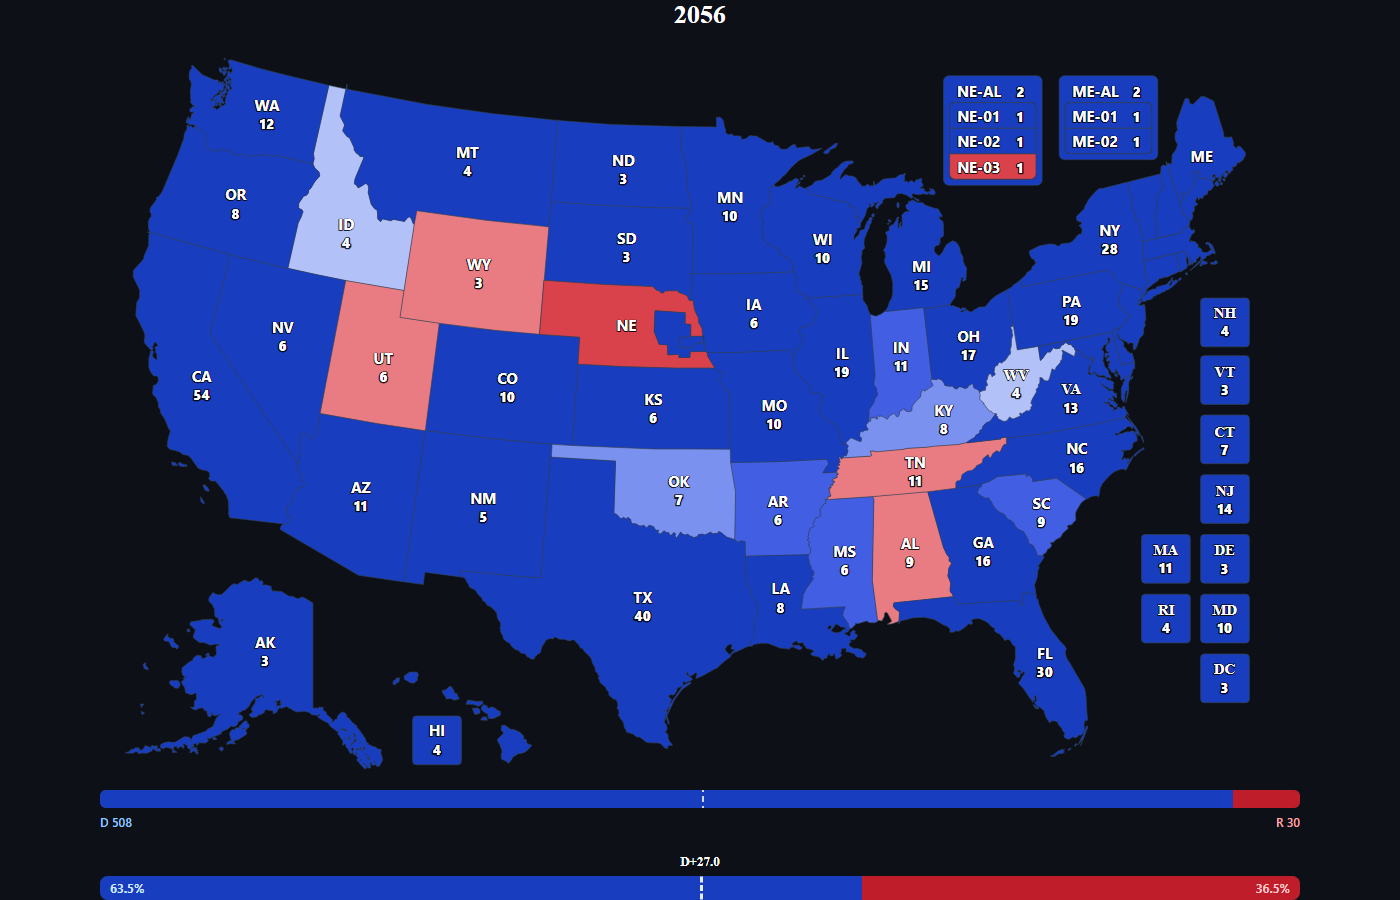 2056
WA
12
OR
8
ID
4
MT
4
ND
3
MN
10
WI
10
MI
15
NE-AL 2
NE-01 1
NE-02 1
NE-03 1
ME-AL 2
ME-01 1
ME-02 1
ME
NY
28
WY
3
SD
3
IA
6
NE
NV
6
UT
6
CA
54
CO
10
KS
6
MO
10
IL
19
IN
11
OH
17
PA
19
WV
4
VA
13
KY
8
NC
16
TN
11
NH
4
VT
3
CT
7
NJ
14
MA
11
DE
3
RI
4
MD
10
DC
3
AZ
11
NM
5
OK
7
AR
6
SC
9
MS
6
AL
9
GA
16
LA
8
TX
40
FL
30
AK
3
HI
4
D 508
R 30
D+27.0
63.5%
36.5%